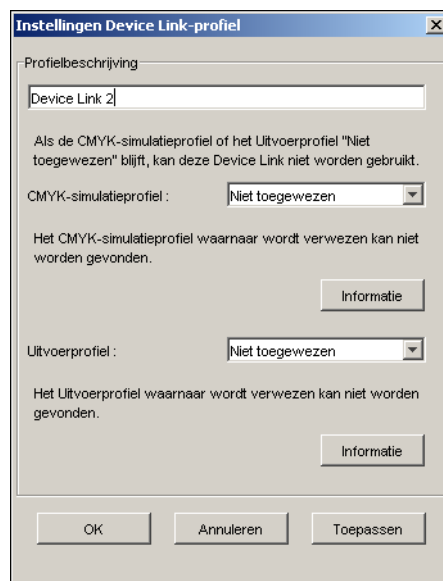 Instellingen Device Link-profiel
Profielbeschrijving
Device Link 2
Als de CMYK-simulatieprofiel of het Uitvoerprofiel "Niet
toegewezen" blijft, kan deze Device Link niet worden gebruikt.
CMYK-simulatieprofiel :
Niet toegewezen
Het CMYK-simulatieprofiel waarnaar wordt verwezen kan niet
worden gevonden.
Informatie
Uitvoerprofiel :
Niet toegewezen
Het Uitvoerprofiel waarnaar wordt verwezen kan niet worden
gevonden.
Informatie
OK
Annuleren
Toepassen